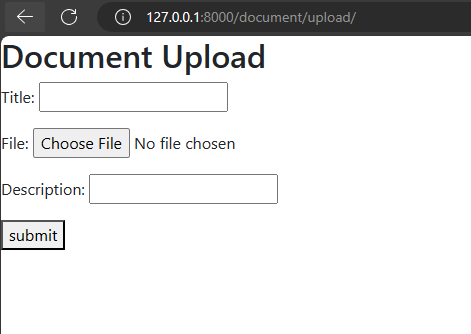 127.0.0.1:8000/document/upload/
Document Upload
Title:
File: Choose File No file chosen
Description:
submit